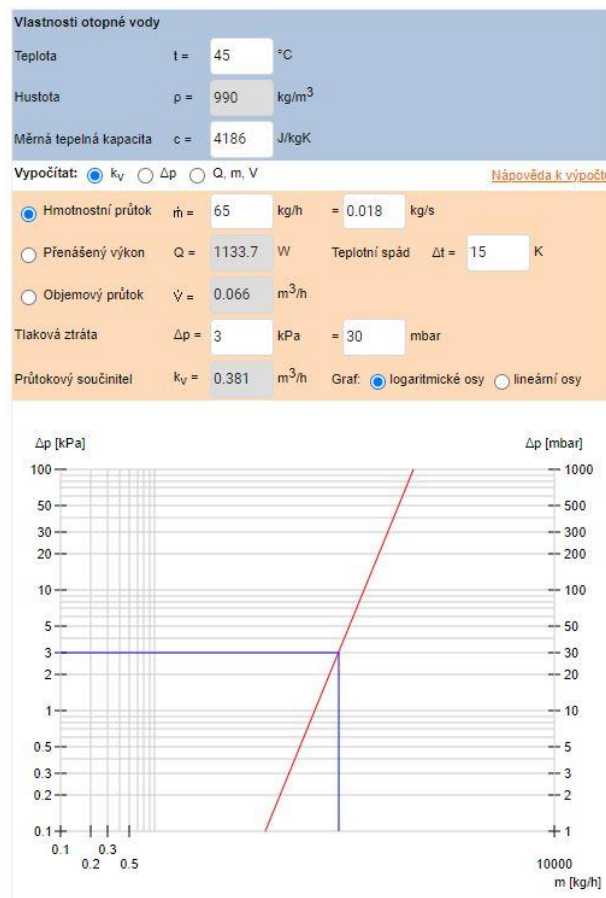 Vlastnosti otopné vody
Teplota t = 45 °C
Hustota ρ = 990 kg/m3
Měrná tepelná kapacita c = 4186 J/kgK
Vypočítat: kV Δp Q, m, V Nápověda k výpočtu
Hmotnostní průtok ṁ = 65 kg/h = 0.018 kg/s
Přenášený výkon Q = 1133.7 W Teplotní spád Δt = 15 K
Objemový průtok V̇ = 0.066 m3/h
Tlaková ztráta Δp = 3 kPa = 30 mbar
Průtokový součinitel kV = 0.381 m3/h Graf: logaritmické osy lineární osy
Δp [kPa] Δp [mbar]
100 1000
50 500
30 300
20 200
10 100
5 50
3 30
2 20
1 10
0.5 5
0.3 3
0.2 2
0.1 1
0.1 0.3
0.2 0.5 10000
m [kg/h]